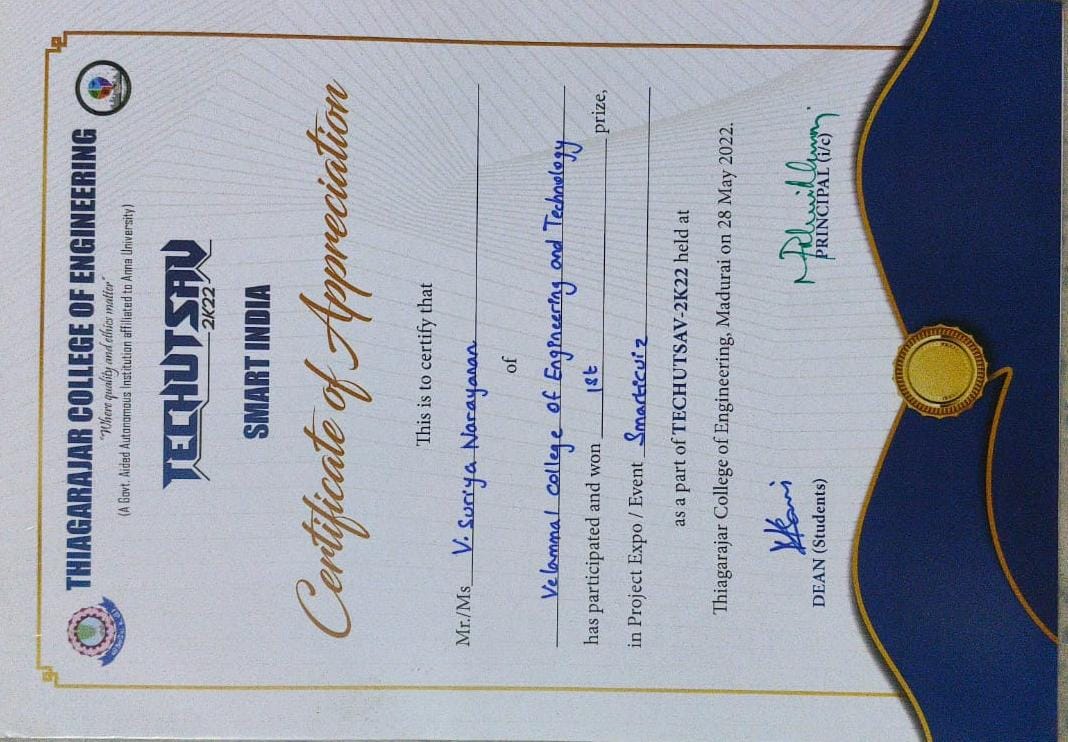 THIAGARAJAR COLLEGE OF ENGINEERING
"Where quality and ethics matter"
(A Govt. Aided Autonomous Institution affiliated to Anna University)
TECHUTSAV
2K22
SMART INDIA
Certificate of Appreciation
This is to certify that
Mr./Ms V. Suriya Narayanan
of
Velammal college of Engineering and Technology
has participated and won 1st prize,
in Project Expo / Event Smarticuiz
as a part of TECHUTSAV-2K22 held at
Thiagarajar College of Engineering, Madurai on 28 May 2022.
DEAN (Students)
PRINCIPAL (i/c)